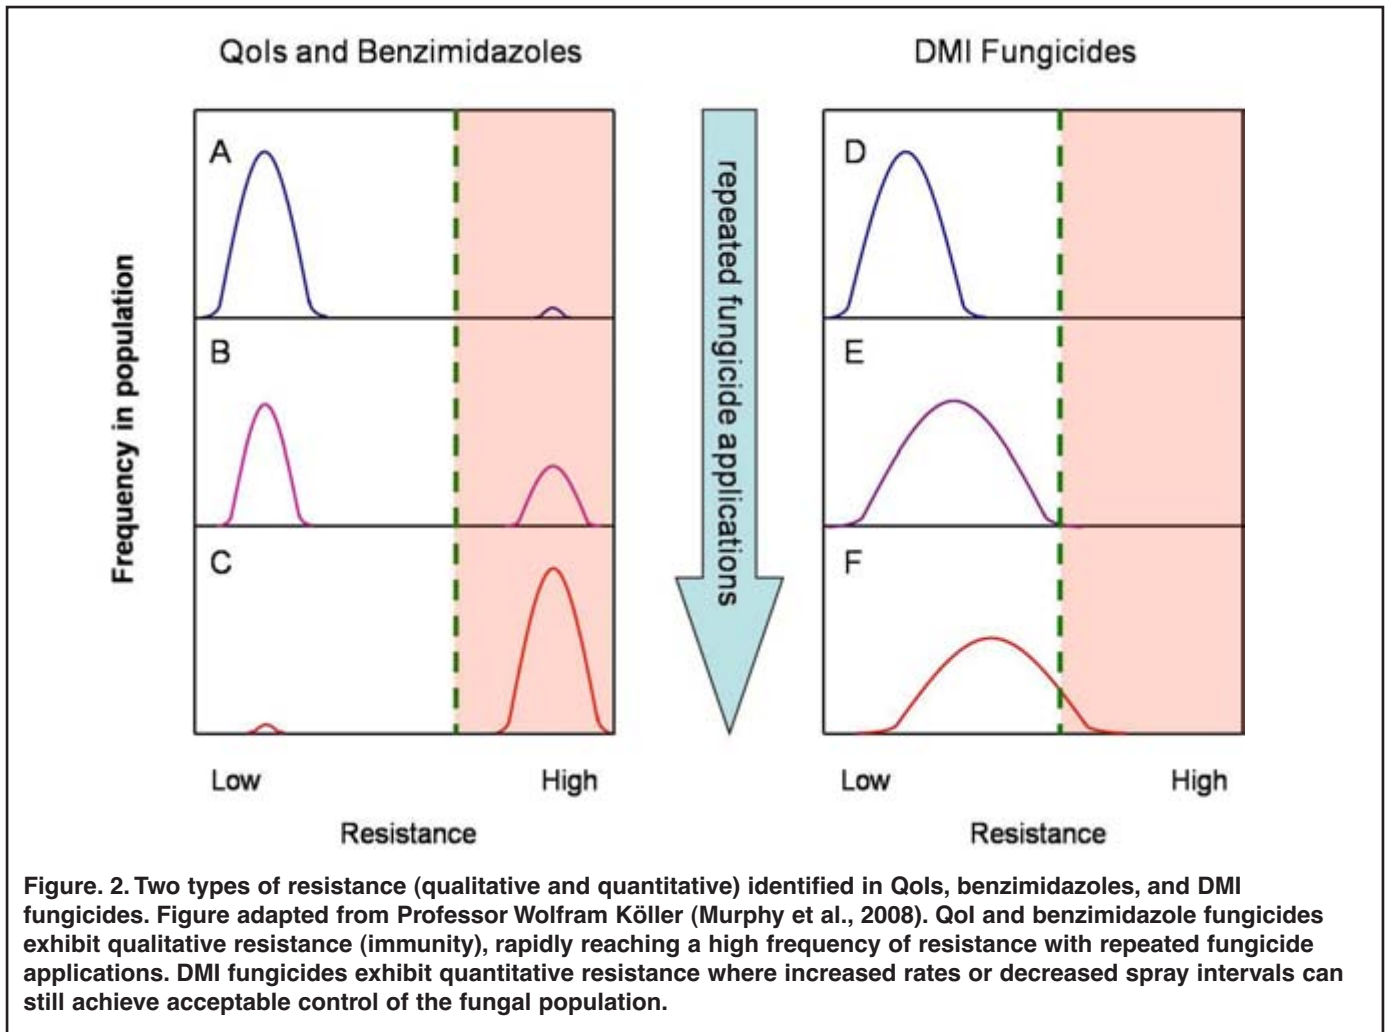 QoIs and Benzimidazoles
DMI Fungicides
A
B
C
Frequency in population
repeated fungicide applications
D
E
F
Low
High
Resistance
Low
High
Resistance
Figure. 2. Two types of resistance (qualitative and quantitative) identified in QoIs, benzimidazoles, and DMI
fungicides. Figure adapted from Professor Wolfram Köller (Murphy et al., 2008). QoI and benzimidazole fungicides
exhibit qualitative resistance (immunity), rapidly reaching a high frequency of resistance with repeated fungicide
applications. DMI fungicides exhibit quantitative resistance where increased rates or decreased spray intervals can
still achieve acceptable control of the fungal population.